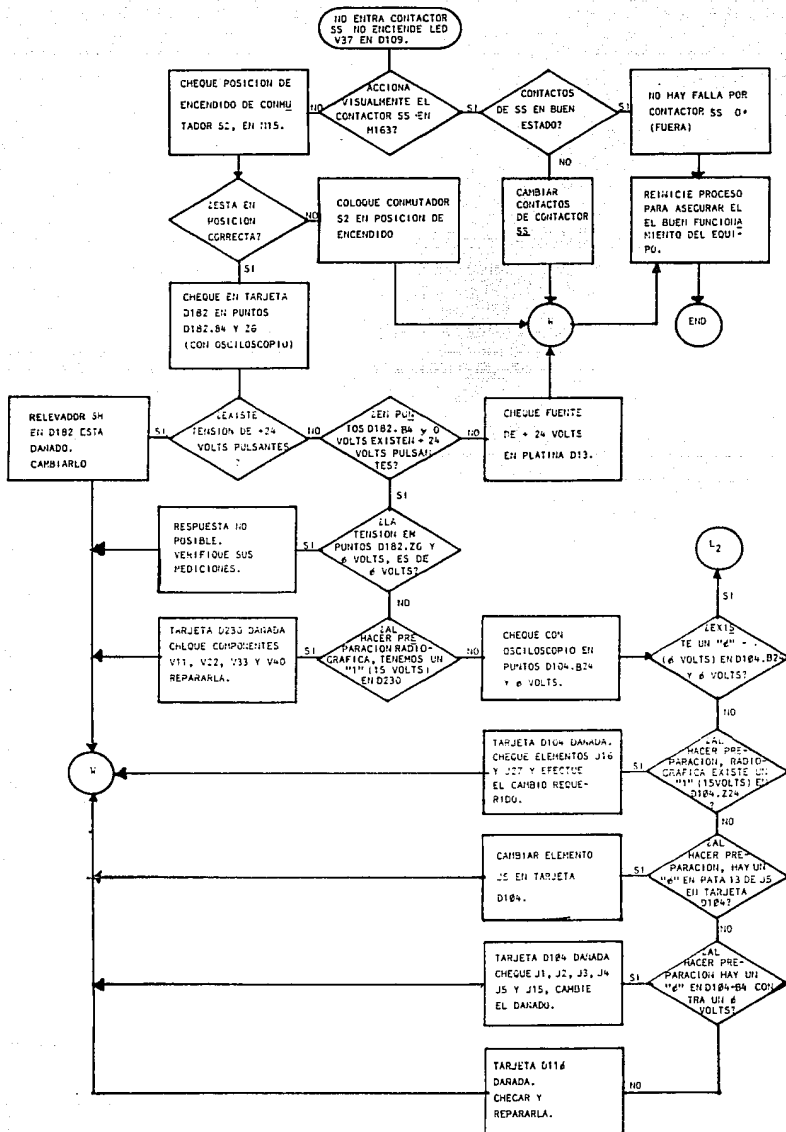 NO ENTRA CONTACTOR
SS NO ENCIENDE LED
V37 EN D109.
CHEQUE POSICION DE
ENCENDIDO DE CONMU
TADOR S2, EN M15.
NO
ACCIONA
VISUALMENTE EL
CONTACTOR SS EN
M163?
SI
CONTACTOS
DE SS EN BUEN
ESTADO?
SI
NO HAY FALLA POR
CONTACTOR SS
(FUERA)
NO
¿ESTA EN
POSICION
CORRECTA?
NO
COLOQUE CONMUTADOR
S2 EN POSICION DE
ENCENDIDO
CAMBIAR
CONTACTOS
DE CONTACTOR
SS
REINICIE PROCESO
PARA ASEGURAR EL
EL BUEN FUNCIONA
MIENTO DEL EQUI-
PO.
SI
CHEQUE EN TARJETA
D182 EN PUNTOS
D182.B4 Y Z6
(CON OSCILOSCOPIO)
W
END
RELEVADOR SH
EN D182 ESTA
DAÑADO.
CAMBIARLO
SI
¿EXISTE
TENSION DE +24
VOLTS PULSANTES
?
NO
¿EN PUN
TOS D182.B4 y 0
VOLTS EXISTEN + 24
VOLTS PULSAN
TES?
NO
CHEQUE FUENTE
DE + 24 VOLTS
EN PLATINA D13.
SI
RESPUESTA NO
POSIBLE.
VERIFIQUE SUS
MEDICIONES.
SI
¿LA
TENSION EN
PUNTOS D182.Z6 Y
0 VOLTS, ES DE
0 VOLTS?
L2
NO
SI
TARJETA D230 DAÑADA
CHEQUE COMPONENTES
V11, V22, V33 Y V40
REPARARLA.
SI
¿AL
HACER PRE-
PARACION RADIO-
GRAFICA, TENEMOS UN
"1" (15 VOLTS)
EN D230
NO
CHEQUE CON
OSCILOSCOPIO EN
PUNTOS D104.B24
Y 0 VOLTS.
¿EXIS
TE UN "0" -
(0 VOLTS) EN D104.B24
Y 0 VOLTS?
NO
W
TARJETA D104 DAÑADA.
CHEQUE ELEMENTOS J16
Y J27 Y EFECTUE
EL CAMBIO REQUE-
RIDO.
SI
¿AL
HACER PRE-
PARACION, RADIO-
GRAFICA EXISTE UN
"1" (15VOLTS) EN
D104.Z24
?
NO
CAMBIAR ELEMENTO
J5 EN TARJETA
D104.
SI
¿AL
HACER PRE-
PARACION, HAY UN
"0" EN PATA 13 DE J5
EN TARJETA
D104?
NO
TARJETA D104 DAÑADA
CHEQUE J1, J2, J3, J4
J5 Y J15, CAMBIE
EL DAÑADO.
SI
¿AL
HACER PRE-
PARACION HAY UN
"0" EN D104-B4 CON
TRA UN 0
VOLTS?
TARJETA D110
DAÑADA.
CHECAR Y
REPARARLA.
NO